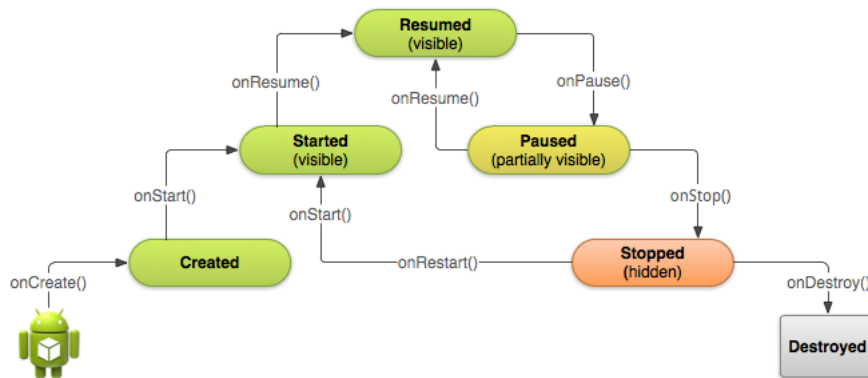 Resumed
(visible)
onResume()
onResume()
onPause()
Started
(visible)
Paused
(partially visible)
onStart()
onStart()
onStop()
Created
onRestart()
Stopped
(hidden)
onCreate()
onDestroy()
Destroyed